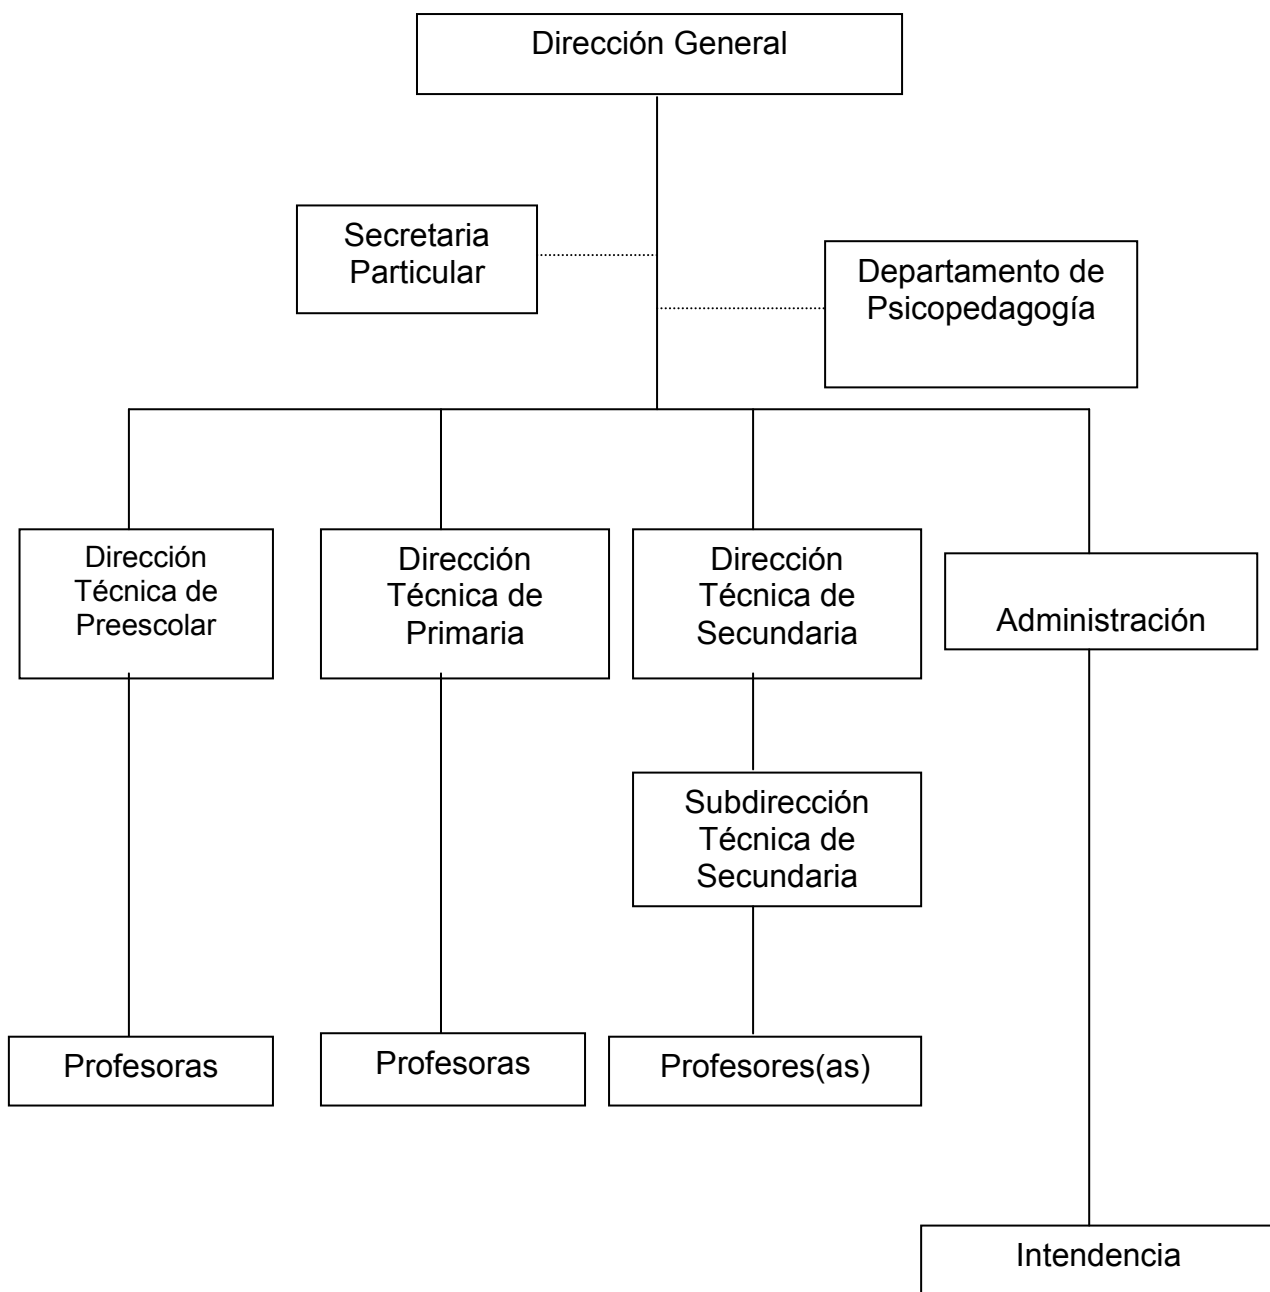 Dirección General
Secretaria
Particular
Departamento de
Psicopedagogía
Dirección
Técnica de
Preescolar
Dirección
Técnica de
Primaria
Dirección
Técnica de
Secundaria
Administración
Subdirección
Técnica de
Secundaria
Profesoras
Profesoras
Profesores(as)
Intendencia